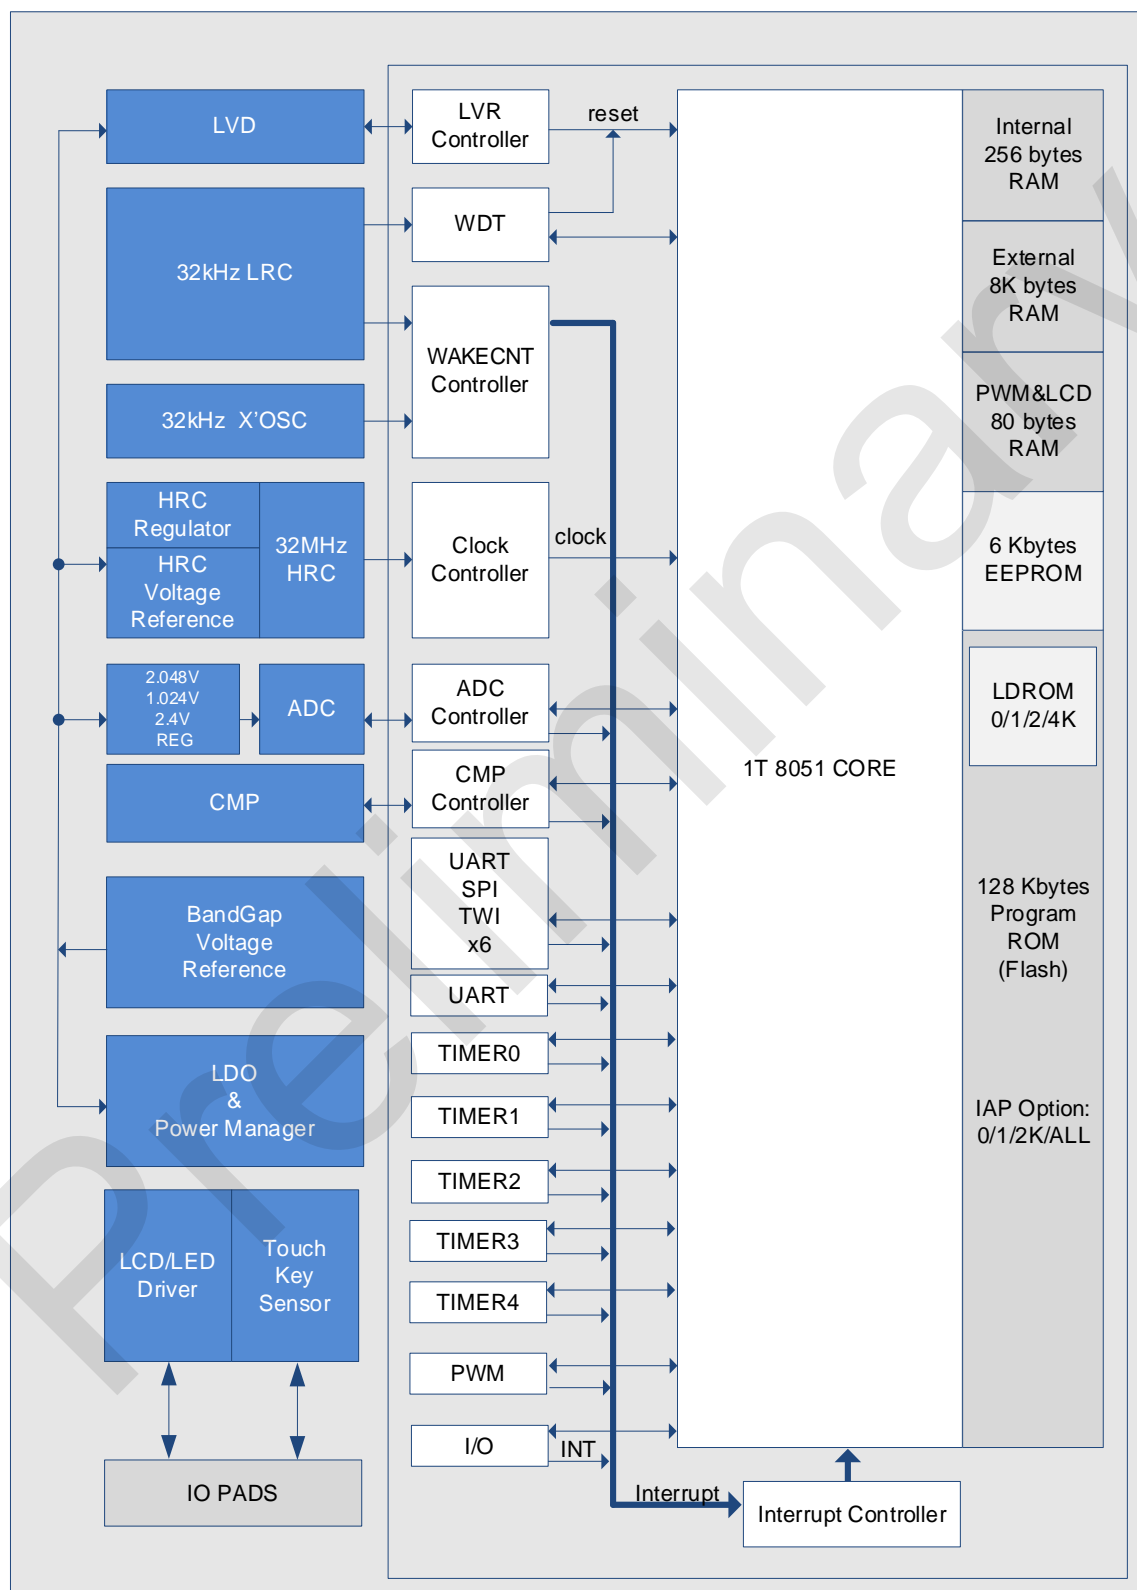 LVD
LVR
Controller
reset
Internal
256 bytes
RAM
32kHz LRC
WDT
External
8K bytes
RAM
WAKECNT
Controller
32kHz X'OSC
PWM&LCD
80 bytes
RAM
HRC
Regulator
HRC
Voltage
Reference
32MHz
HRC
Clock
Controller
clock
6 Kbytes
EEPROM
2.048V
1.024V
2.4V
REG
ADC
ADC
Controller
LDROM
0/1/2/4K
CMP
CMP
Controller
1T 8051 CORE
UART
SPI
TWI
x6
BandGap
Voltage
Reference
128 Kbytes
Program
ROM
(Flash)
UART
TIMER0
LDO
&
Power Manager
TIMER1
IAP Option:
0/1/2K/ALL
TIMER2
LCD/LED
Driver
Touch
Key
Sensor
TIMER3
TIMER4
PWM
I/O
INT
IO PADS
Interrupt
Interrupt Controller
Preliminary